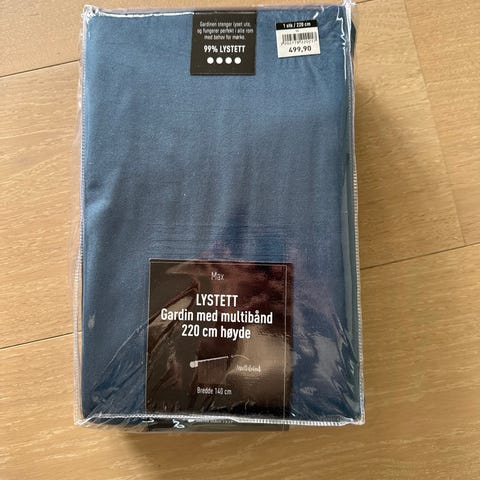 Gardinen stenger lyset ute,
og fungerer perfekt i alle rom
med behov for mørke.
99% LYSTETT
1 stk / 220 cm
499,90
Max
LYSTETT
Gardin med multibånd
220 cm høyde
multibånd
Bredde 140 cm